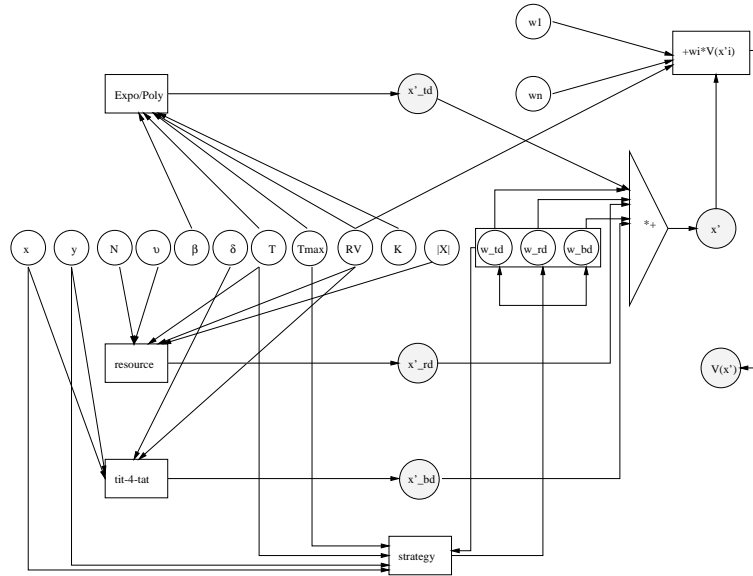 w1
+wi*V(x'i)
Expo/Poly
x'_td
wn
*+
x'
x
y
N
υ
β
δ
T
Tmax
RV
K
|X|
w_td
w_rd
w_bd
resource
x'_rd
V(x')
tit-4-tat
x'_bd
strategy